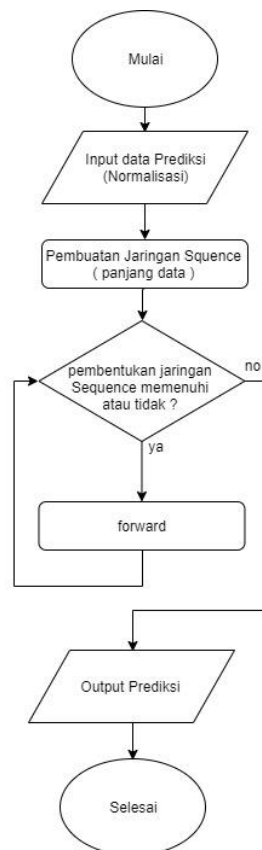 Mulai
Input data Prediksi
(Normalisasi)
Pembuatan Jaringan Squence
( panjang data )
pembentukan jaringan
Sequence memenuhi
atau tidak ?
no
ya
forward
Output Prediksi
Selesai